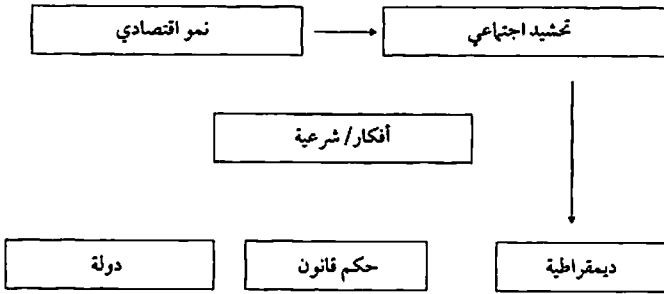 نمو اقتصادي
تحشيد اجتماعي
أفكار/ شرعية
دولة
حكم قانون
ديمقراطية